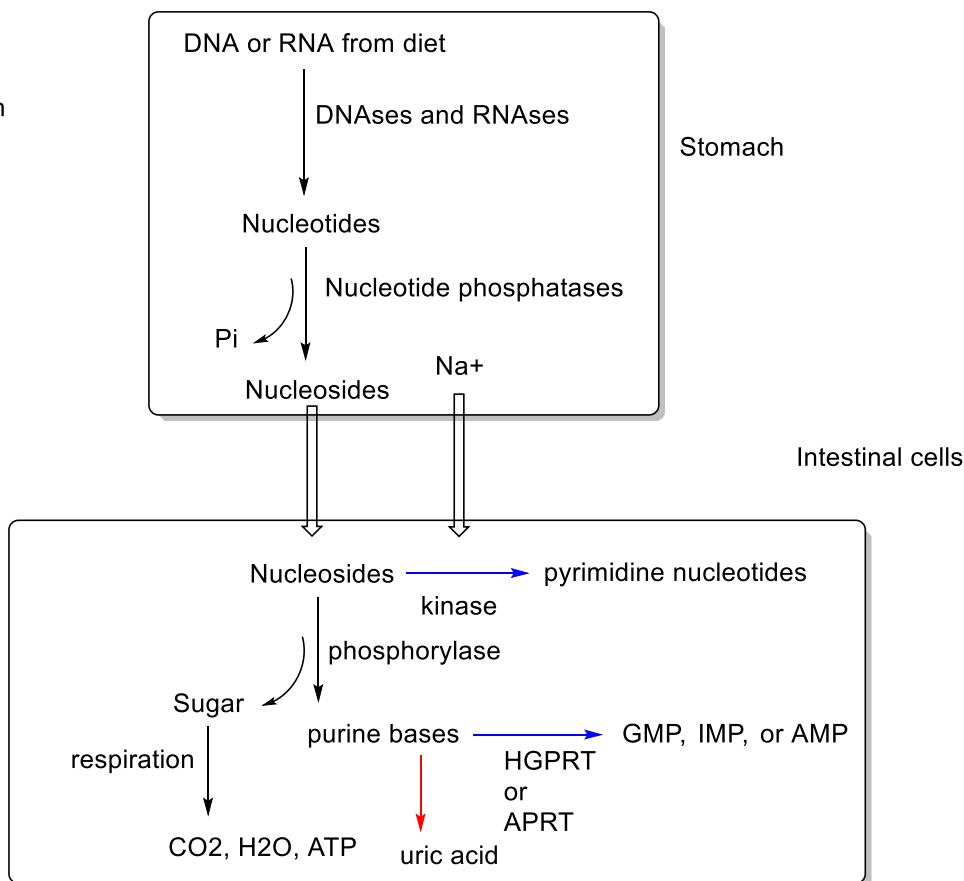 DNA or RNA from diet
DNAses and RNAses
Stomach
Nucleotides
Nucleotide phosphatases
Pi
Na+
Nucleosides
Intestinal cells
Nucleosides
pyrimidine nucleotides
kinase
phosphorylase
Sugar
purine bases
GMP, IMP, or AMP
respiration
HGPRT
or
APRT
CO2, H2O, ATP
uric acid